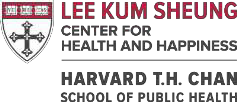 LEE KUM SHEUNG
CENTER FOR
HEALTH AND HAPPINESS
HARVARD T.H. CHAN
SCHOOL OF PUBLIC HEALTH